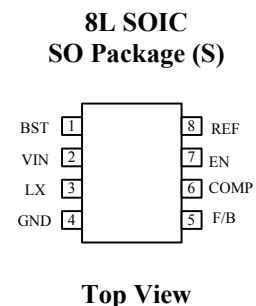 8L SOIC
SO Package (S)
BST 1 8 REF
VIN 2 7 EN
LX 3 6 COMP
GND 4 5 F/B
Top View